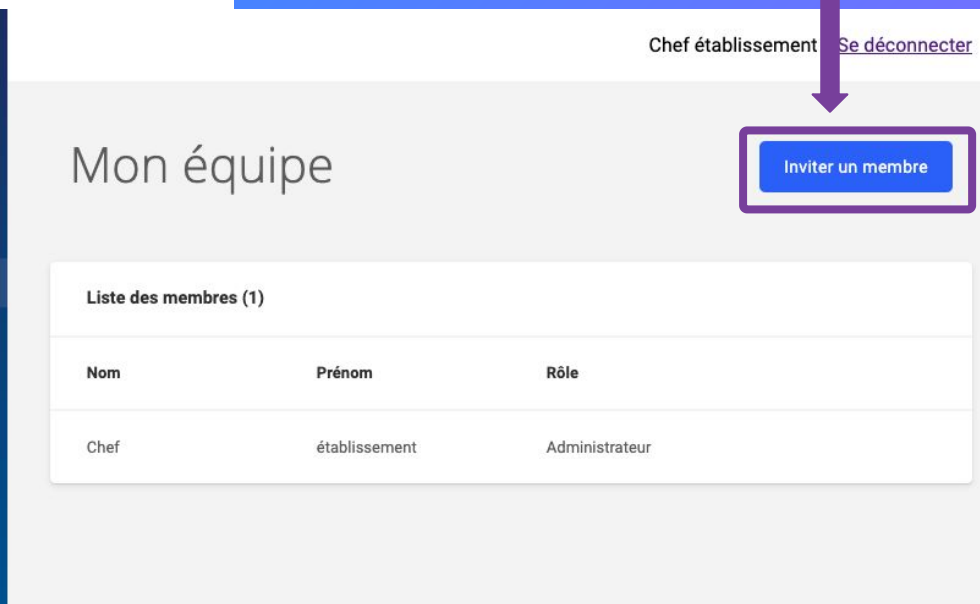 Chef établissement Se déconnecter
Mon équipe
Inviter un membre
Liste des membres (1)
Nom Prénom Rôle
Chef établissement Administrateur